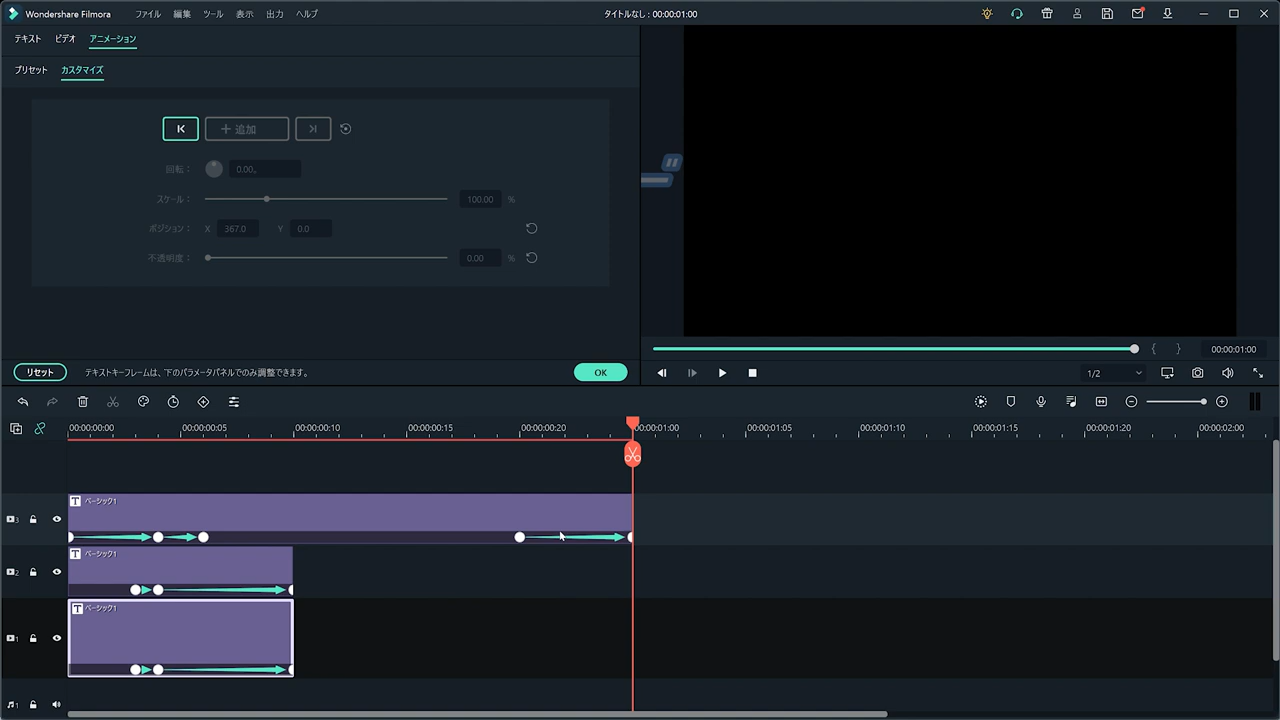 Wondershare Filmora ファイル 編集 ツール 表示 出力 ヘルプ タイトルなし : 00:00:01:00
テキスト ビデオ アニメーション
プリセット カスタマイズ
追加
回転 : 0.00。
スケール : 100.00 %
ポジション : X 367.0 Y 0.0
不透明度 : 0.00 %
00:00:01:00
リセット テキストキーフレームは、下のパラメータパネルでのみ調整できます。 OK 1/2
00:00:00:00 00:00:00:05 00:00:00:10 00:00:00:15 00:00:00:20 00:00:01:00 00:00:01:05 00:00:01:10 00:00:01:15 00:00:01:20 00:00:02:00
T ベーシック1
3
T ベーシック1
2
T ベーシック1
1
1